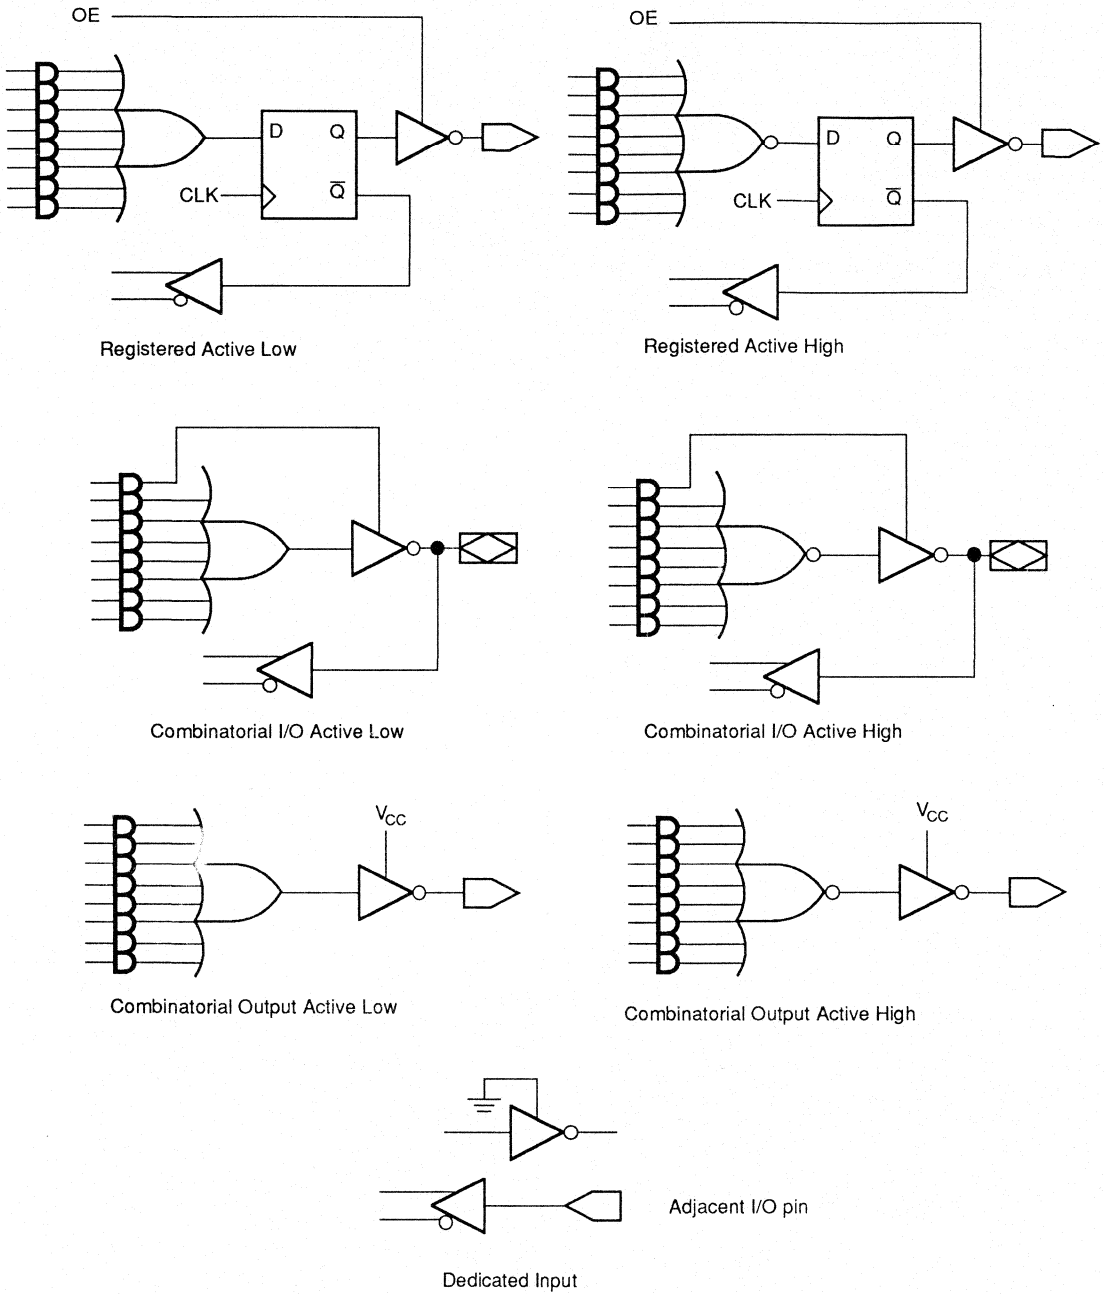 OE
OE
D Q
CLK Q̅
D Q
CLK Q̅
Registered Active Low
Registered Active High
Combinatorial I/O Active Low
Combinatorial I/O Active High
VCC
VCC
Combinatorial Output Active Low
Combinatorial Output Active High
Adjacent I/O pin
Dedicated Input